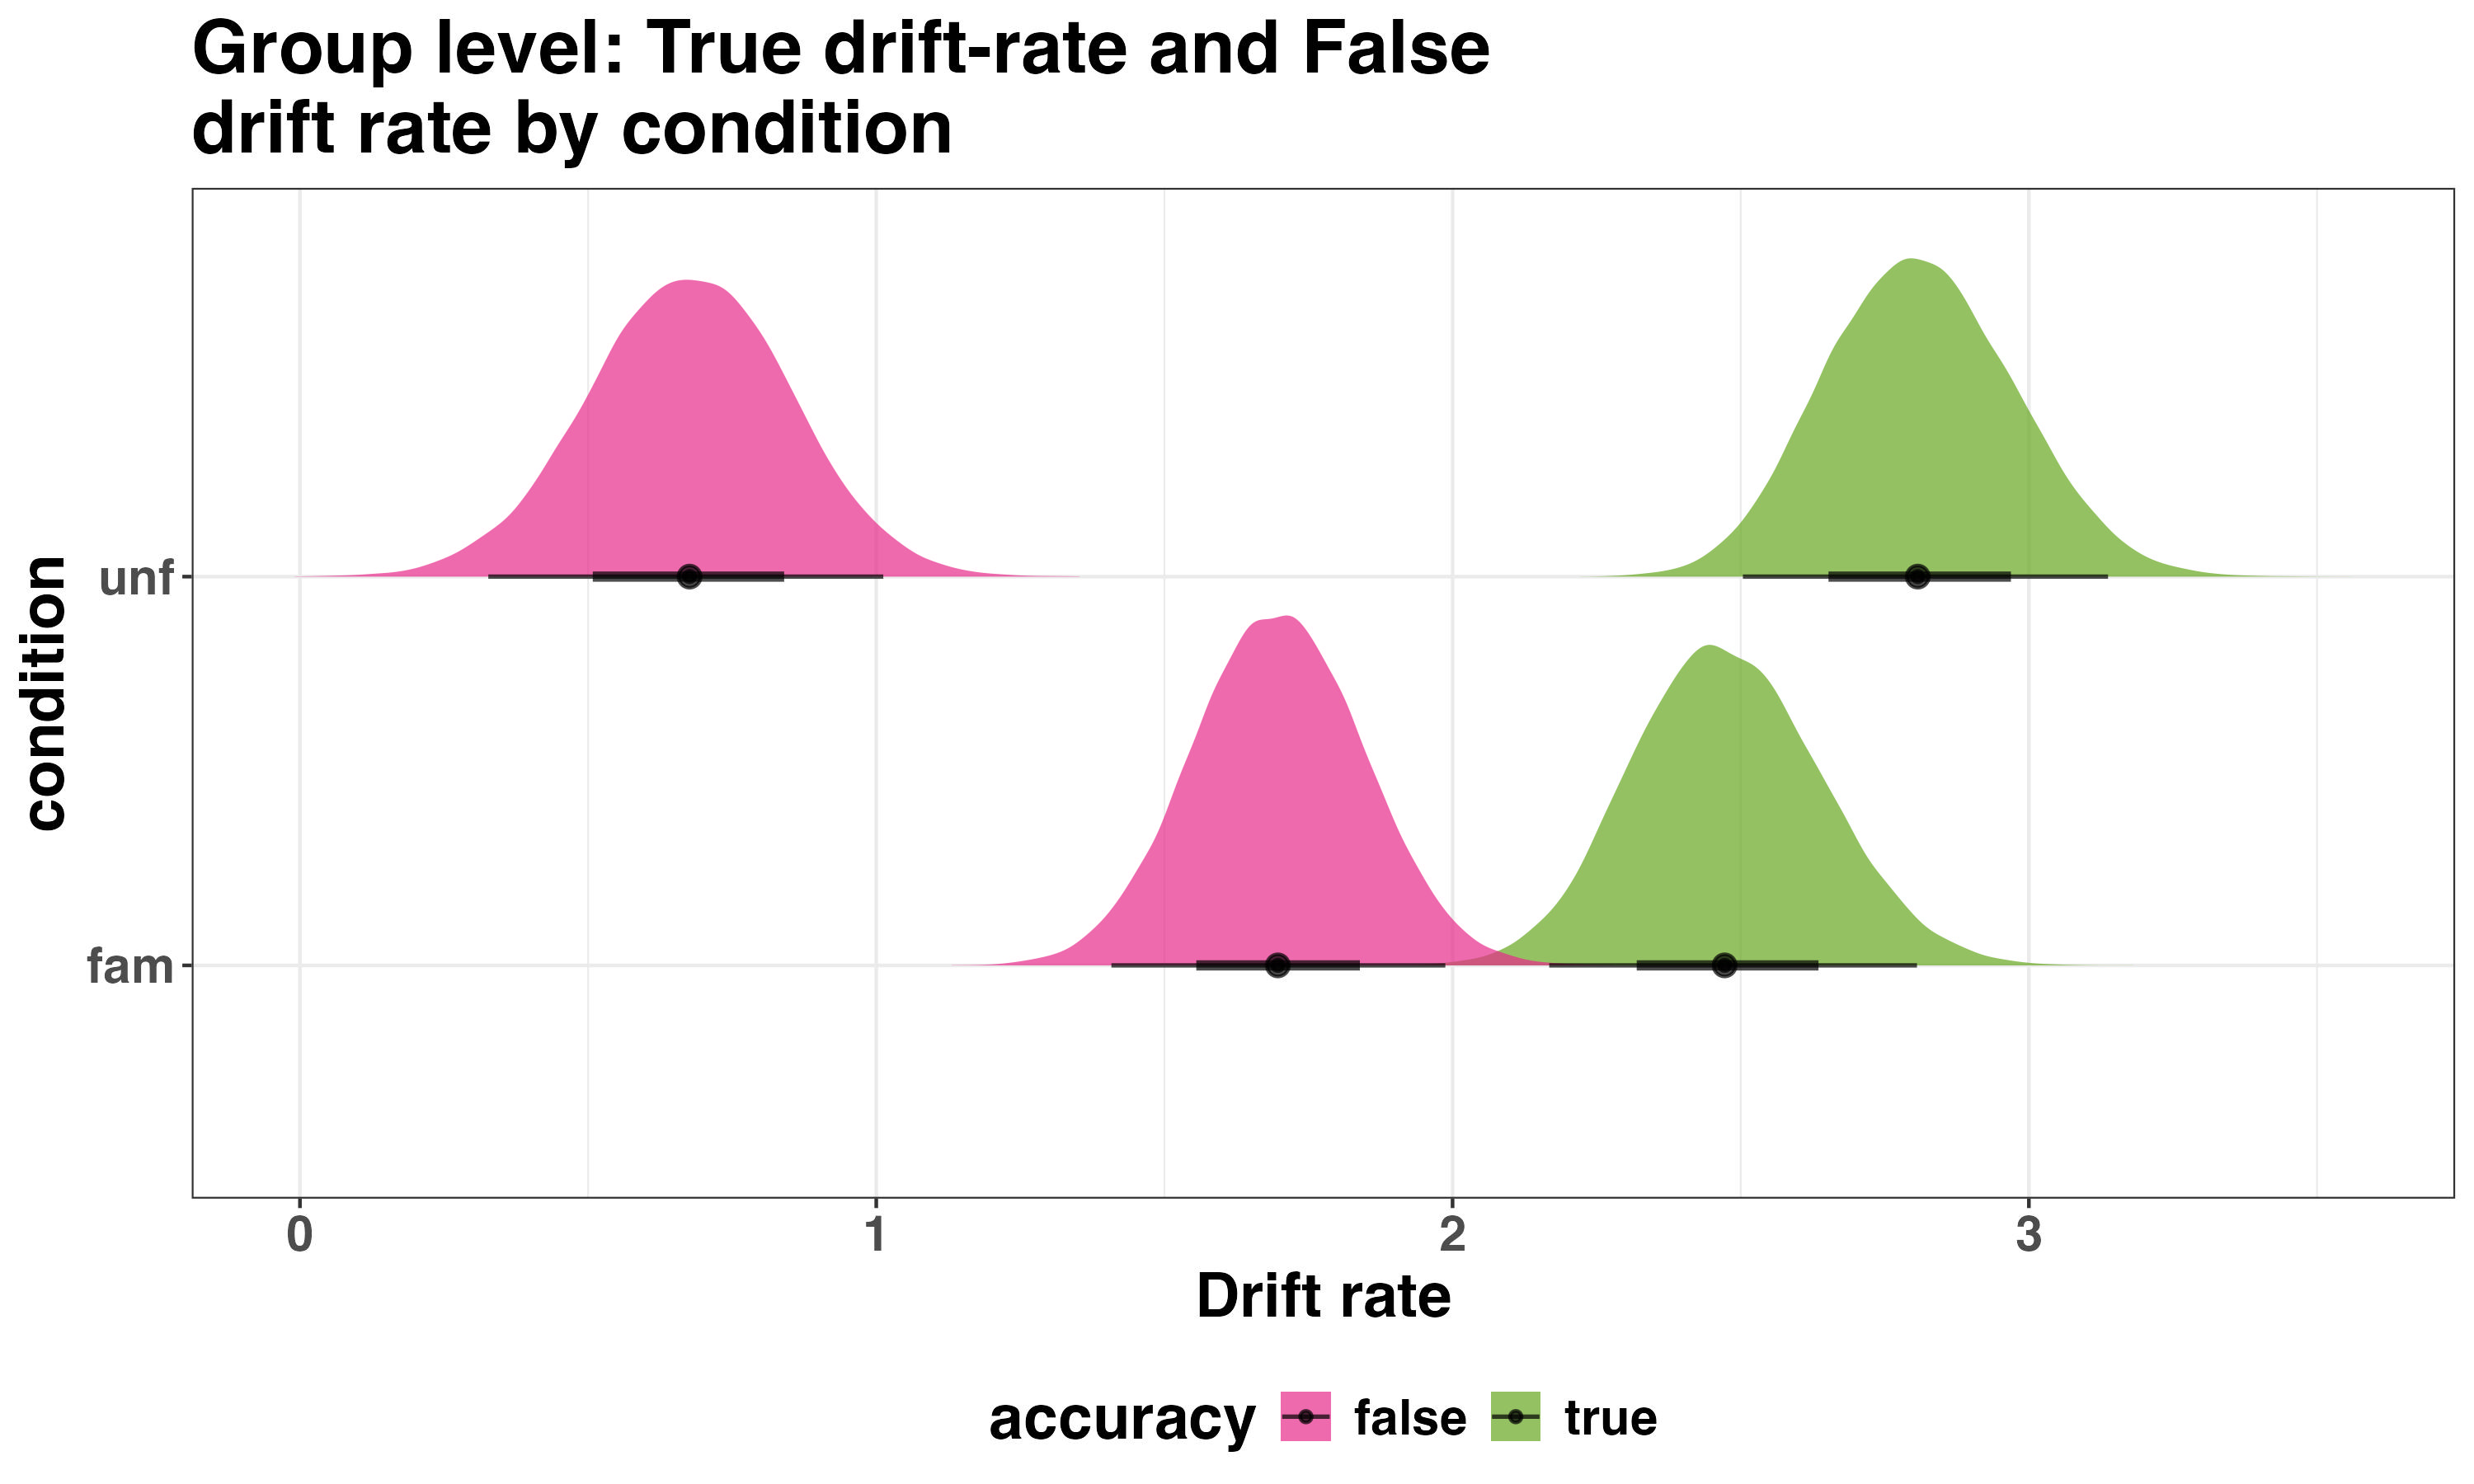 Group level: True drift-rate and False
drift rate by condition
condition
unf
fam
0 1 2 3
Drift rate
accuracy false true